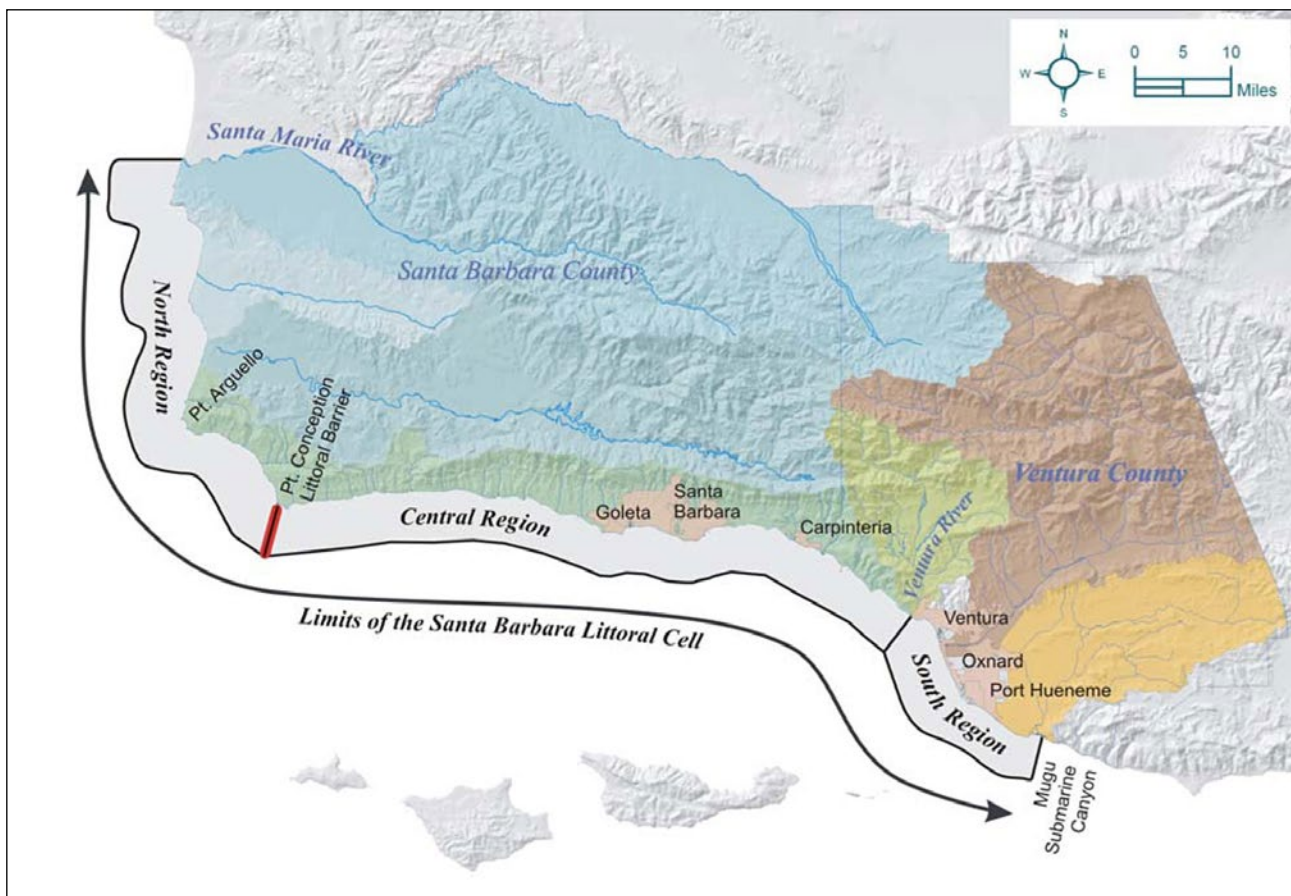 N
W
E
S
0
5
10
Miles
Santa Maria River
Santa Barbara County
North Region
Pt. Arguello
Pt. Conception
Littoral Barrier
Central Region
Goleta
Santa
Barbara
Carpinteria
Ventura County
Ventura River
Ventura
Oxnard
Port Hueneme
South Region
Limits of the Santa Barbara Littoral Cell
Mugu
Submarine
Canyon